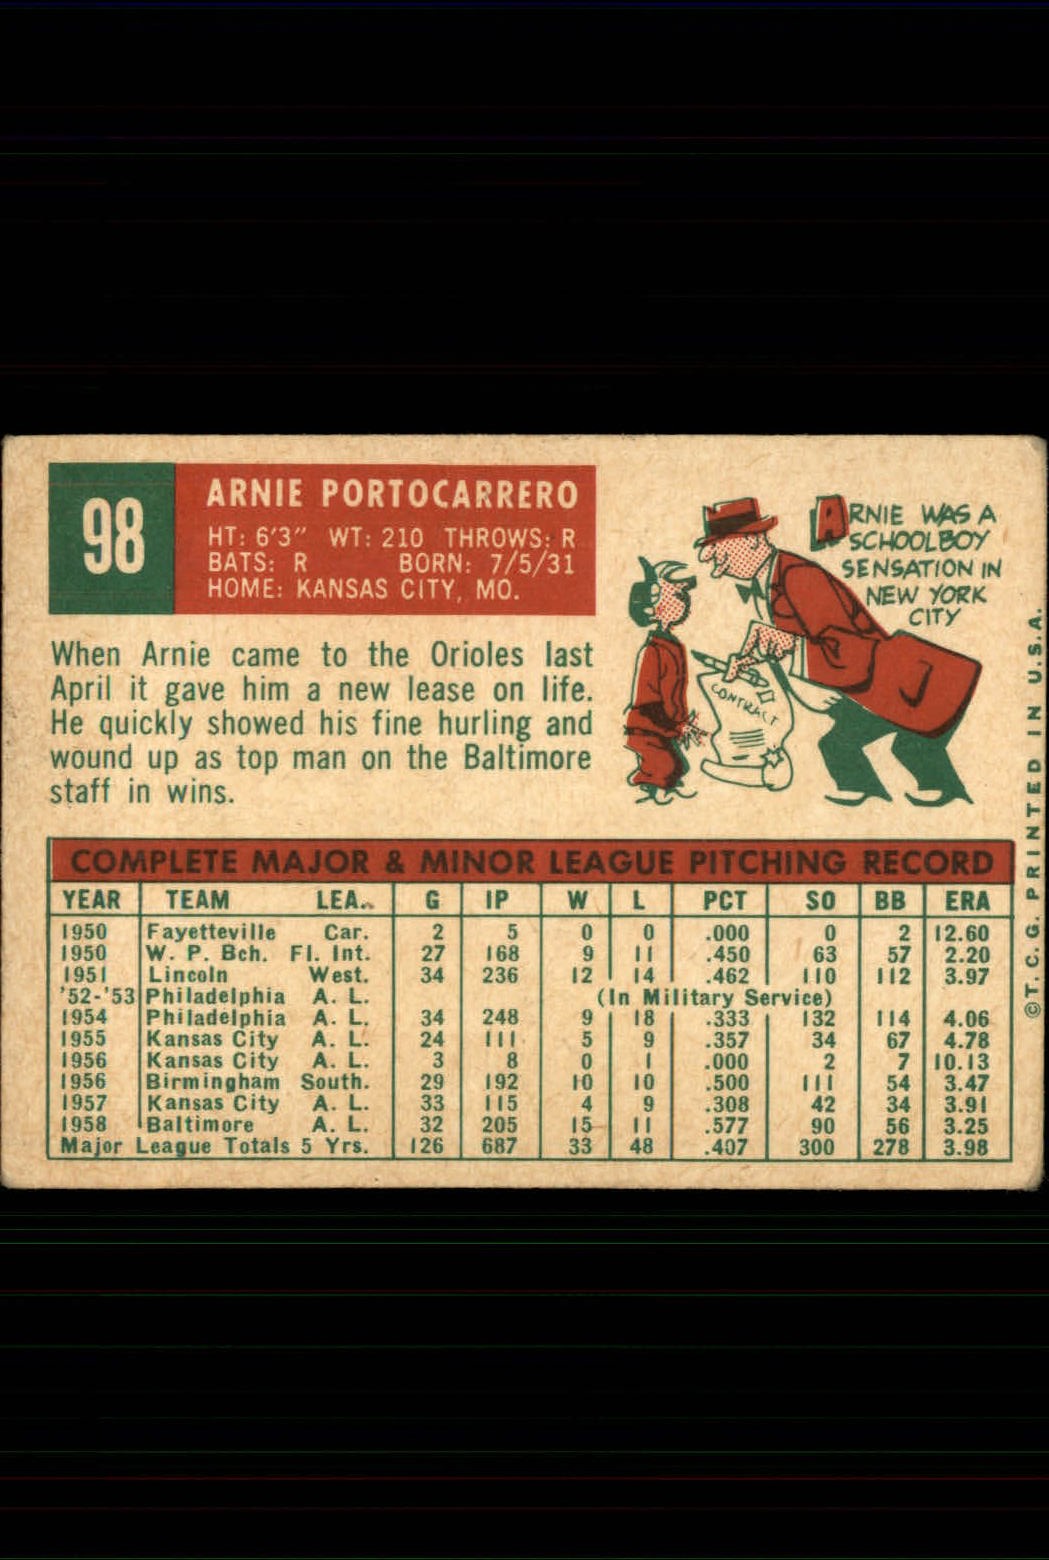 98
ARNIE PORTOCARRERO
HT: 6'3" WT: 210 THROWS: R
BATS: R BORN: 7/5/31
HOME: KANSAS CITY, MO.
ARNIE WAS A
SCHOOLBOY
SENSATION IN
NEW YORK
CITY
CONTRACT
When Arnie came to the Orioles last
April it gave him a new lease on life.
He quickly showed his fine hurling and
wound up as top man on the Baltimore
staff in wins.
COMPLETE MAJOR & MINOR LEAGUE PITCHING RECORD
YEAR TEAM LEA. G IP W L PCT SO BB ERA
1950 Fayetteville Car. 2 5 0 0 .000 0 2 12.60
1950 W. P. Bch. Fl. Int. 27 168 9 11 .450 63 57 2.20
1951 Lincoln West. 34 236 12 14 .462 110 112 3.97
'52-'53 Philadelphia A. L. (In Military Service)
1954 Philadelphia A. L. 34 248 9 18 .333 132 114 4.06
1955 Kansas City A. L. 24 111 5 9 .357 34 67 4.78
1956 Kansas City A. L. 3 8 0 1 .000 2 7 10.13
1956 Birmingham South. 29 192 10 10 .500 111 54 3.47
1957 Kansas City A. L. 33 115 4 9 .308 42 34 3.91
1958 Baltimore A. L. 32 205 15 11 .577 90 56 3.25
Major League Totals 5 Yrs. 126 687 33 48 .407 300 278 3.98
©T. C. G. PRINTED IN U.S.A.